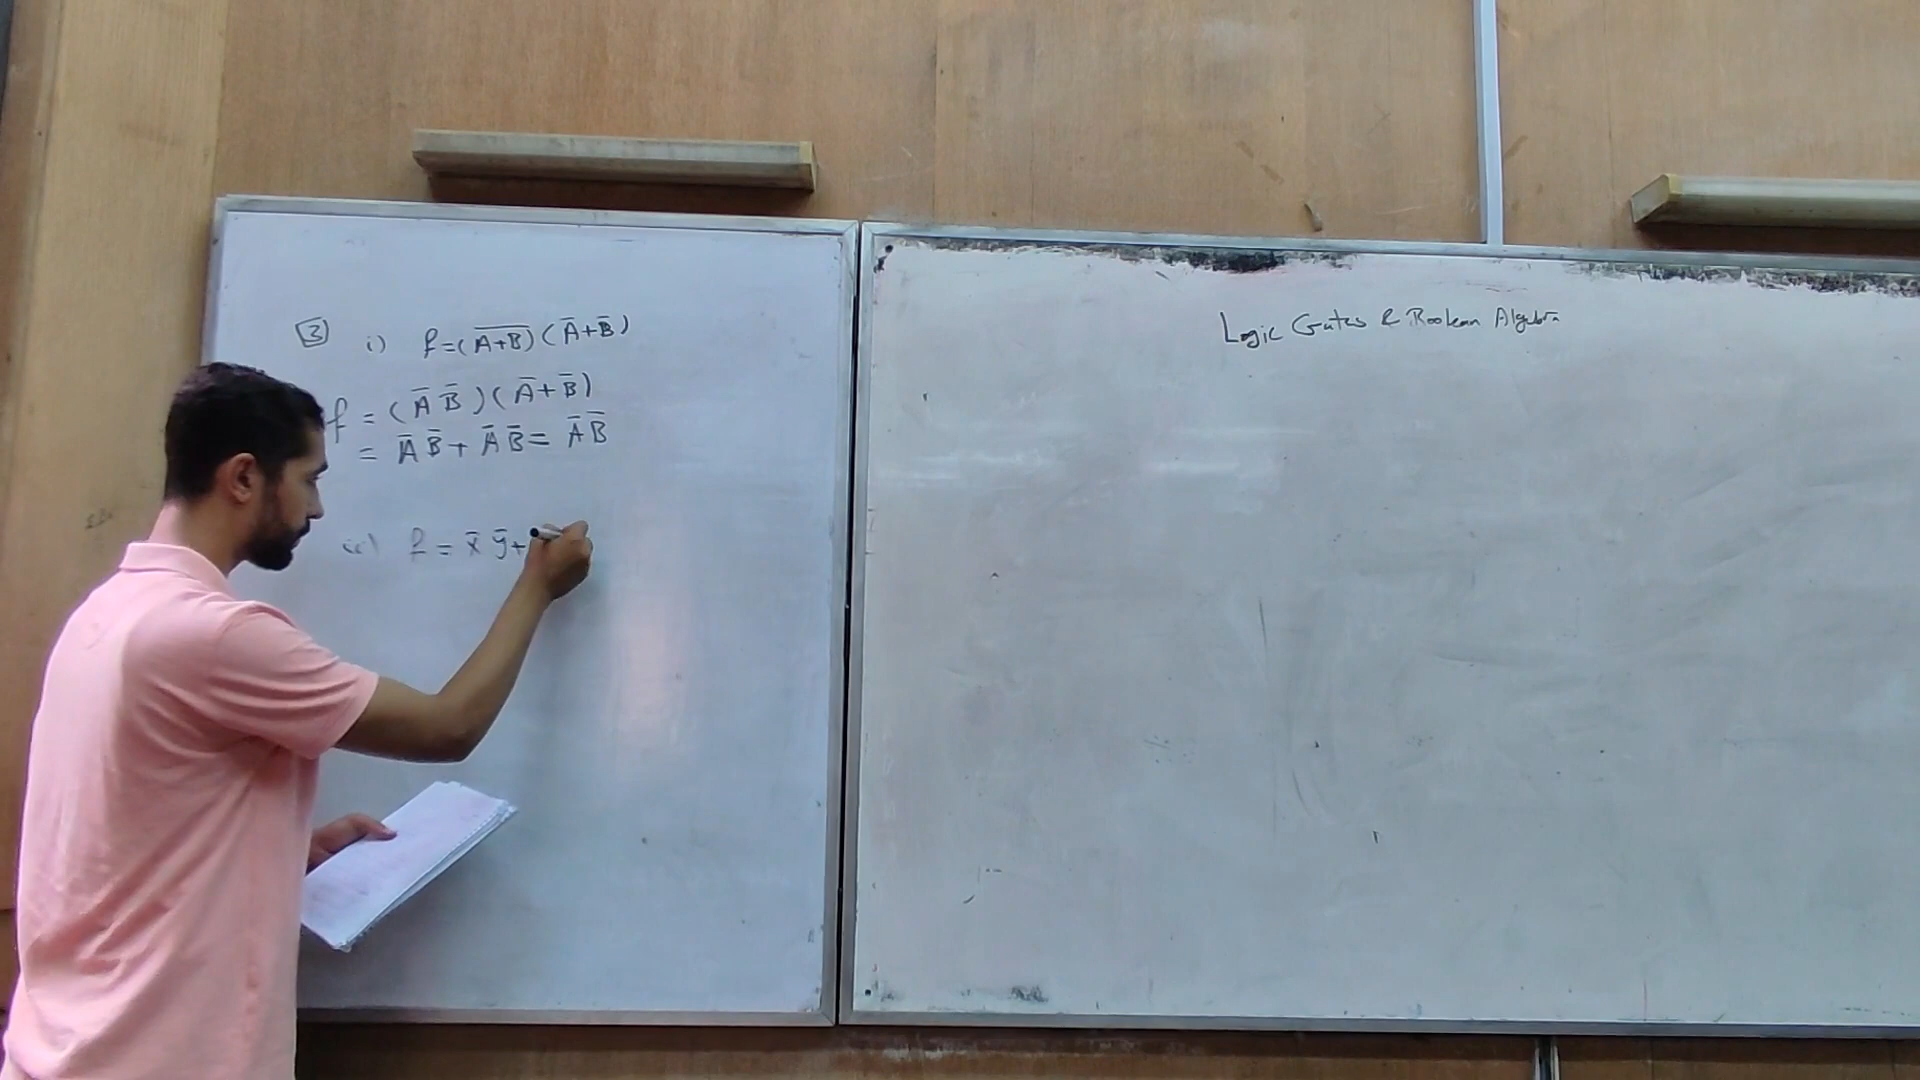 3 i) f = (A+B)‾ (A̅+B̅)
f = (A̅ B̅)(A̅+B̅)
= A̅ B̅ + A̅ B̅ = A̅ B̅
ii) f = x̅ y̅ +
Logic Gates & Boolean Algebra